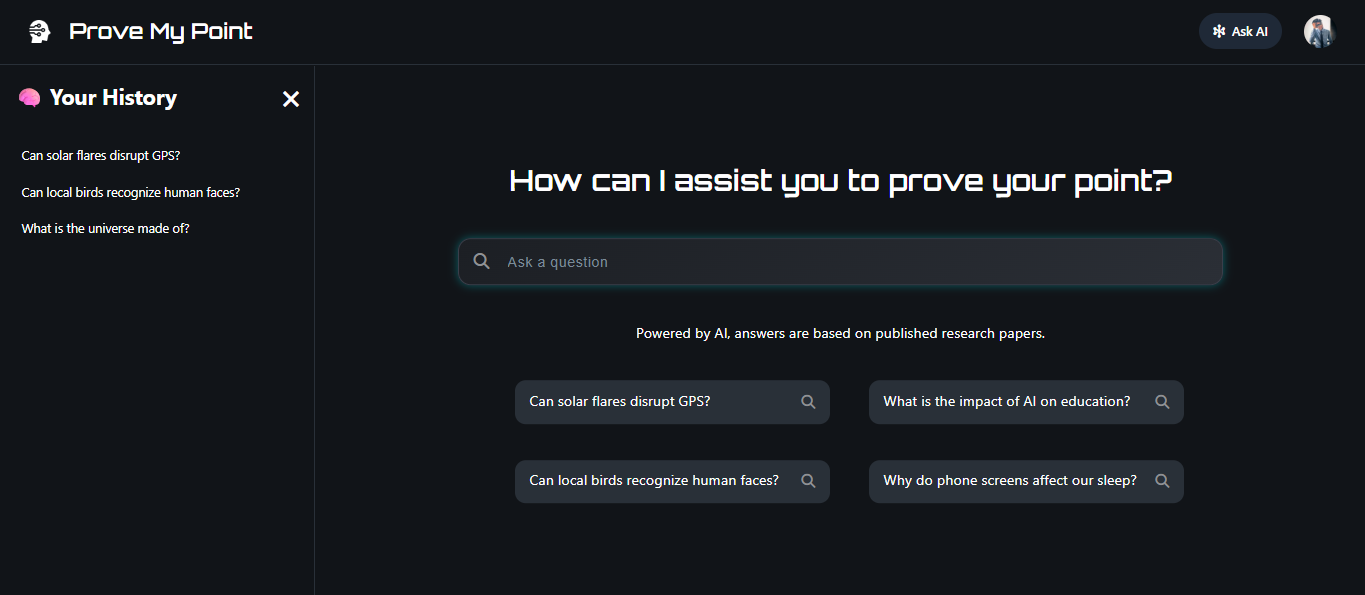 Prove My Point
Ask AI
Your History
Can solar flares disrupt GPS?
Can local birds recognize human faces?
What is the universe made of?
How can I assist you to prove your point?
Ask a question
Powered by AI, answers are based on published research papers.
Can solar flares disrupt GPS?
What is the impact of AI on education?
Can local birds recognize human faces?
Why do phone screens affect our sleep?